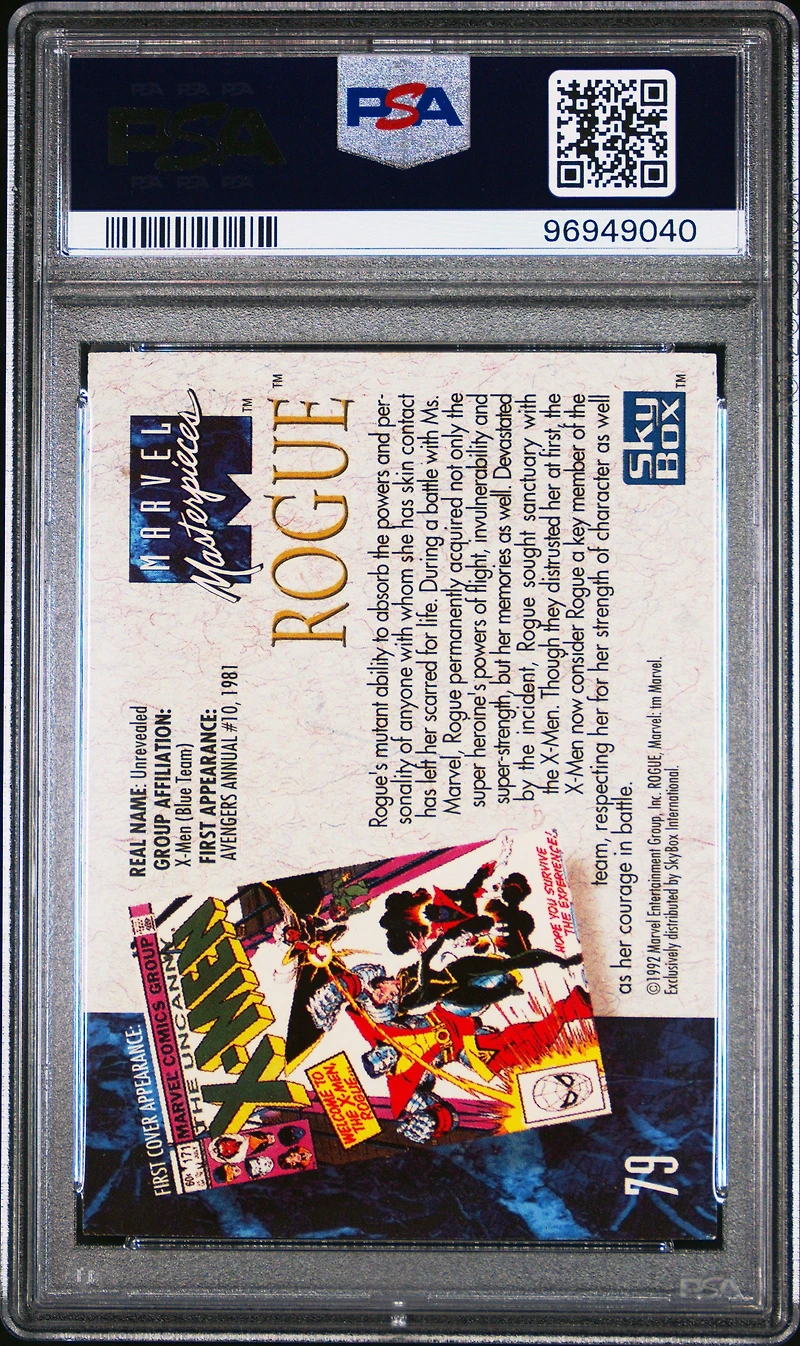 PSA
PSA
96949040
MARVEL
Masterpieces
TM
ROGUE
TM
REAL NAME: Unrevealed
GROUP AFFILIATION:
X-Men (Blue Team)
FIRST APPEARANCE:
AVENGERS ANNUAL #10, 1981
Rogue's mutant ability to absorb the powers and per-
sonality of anyone with whom she has skin contact
has left her scarred for life. During a battle with Ms.
Marvel, Rogue permanently acquired not only the
super heroine's powers of flight, invulnerability and
super-strength, but her memories as well. Devastated
by the incident, Rogue sought sanctuary with
the X-Men. Though they distrusted her at first, the
X-Men now consider Rogue a key member of the
team, respecting her for her strength of character as well
as her courage in battle.
©1992 Marvel Entertainment Group, Inc. ROGUE, Marvel: tm Marvel.
Exclusively distributed by SkyBox International.
SkyBox
TM
FIRST COVER APPEARANCE:
MARVEL COMICS GROUP
60¢ 171
THE UNCANNY
X-MEN
WELCOME TO
THE X-MEN,
ROGUE...
HOPE YOU SURVIVE
THE EXPERIENCE!
79
PSA